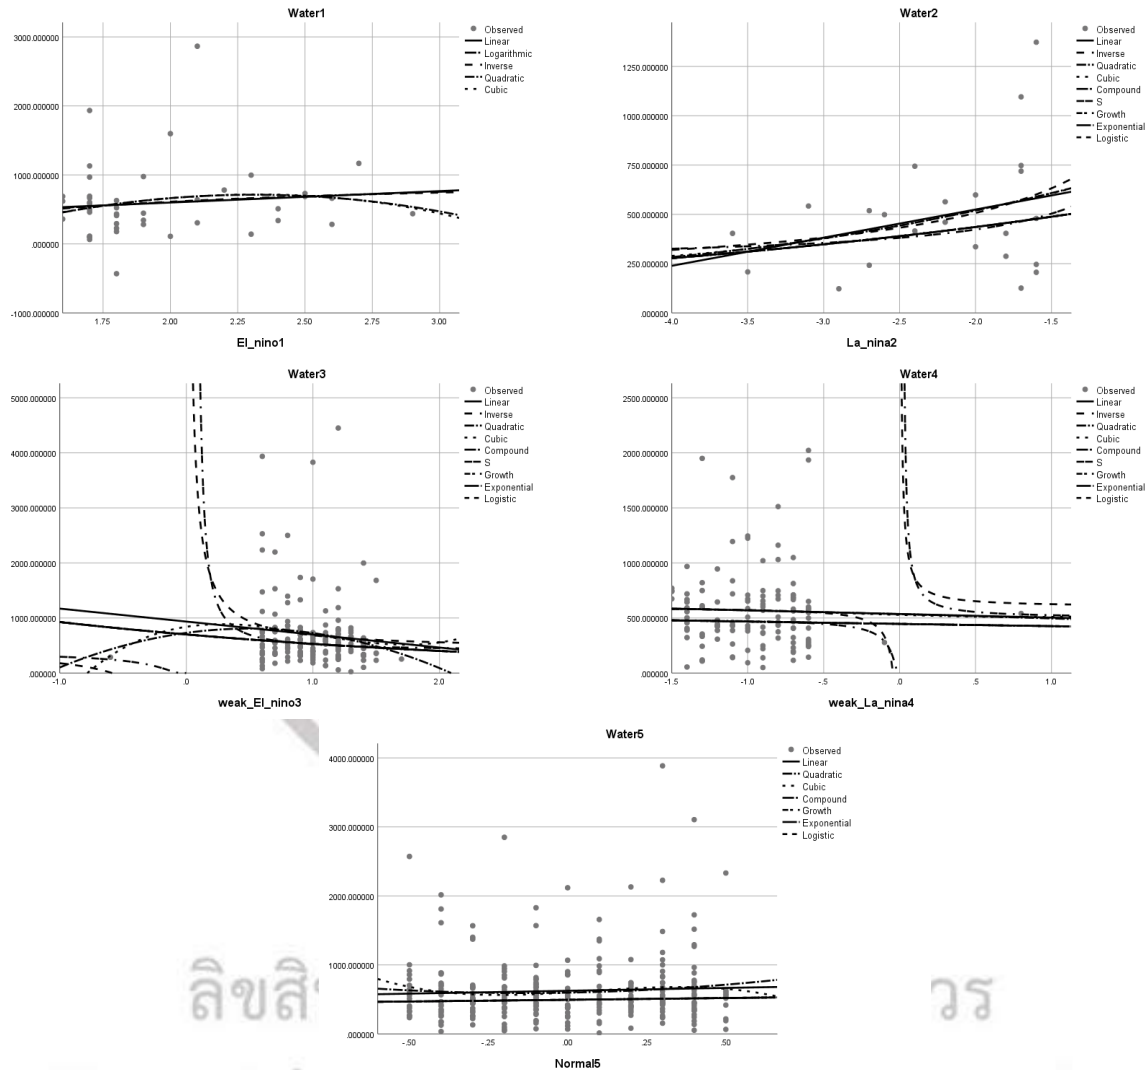 Water1
3000.000000
2000.000000
1000.000000
.000000
-1000.000000
1.75
2.00
2.25
2.50
2.75
3.00
El_nino1
Observed
Linear
Logarithmic
Inverse
Quadratic
Cubic
Water2
1250.000000
1000.000000
750.000000
500.000000
250.000000
.000000
-4.0
-3.5
-3.0
-2.5
-2.0
-1.5
La_nina2
Observed
Linear
Inverse
Quadratic
Cubic
Compound
S
Growth
Exponential
Logistic
Water3
5000.000000
4000.000000
3000.000000
2000.000000
1000.000000
.000000
-1.0
.0
1.0
2.0
weak_El_nino3
Observed
Linear
Inverse
Quadratic
Cubic
Compound
S
Growth
Exponential
Logistic
Water4
2500.000000
2000.000000
1500.000000
1000.000000
500.000000
.000000
-1.5
-1.0
-.5
.0
.5
1.0
weak_La_nina4
Observed
Linear
Inverse
Quadratic
Cubic
Compound
S
Growth
Exponential
Logistic
Water5
4000.000000
3000.000000
2000.000000
1000.000000
.000000
-.50
-.25
.00
.25
.50
Normal5
Observed
Linear
Quadratic
Cubic
Compound
Growth
Exponential
Logistic